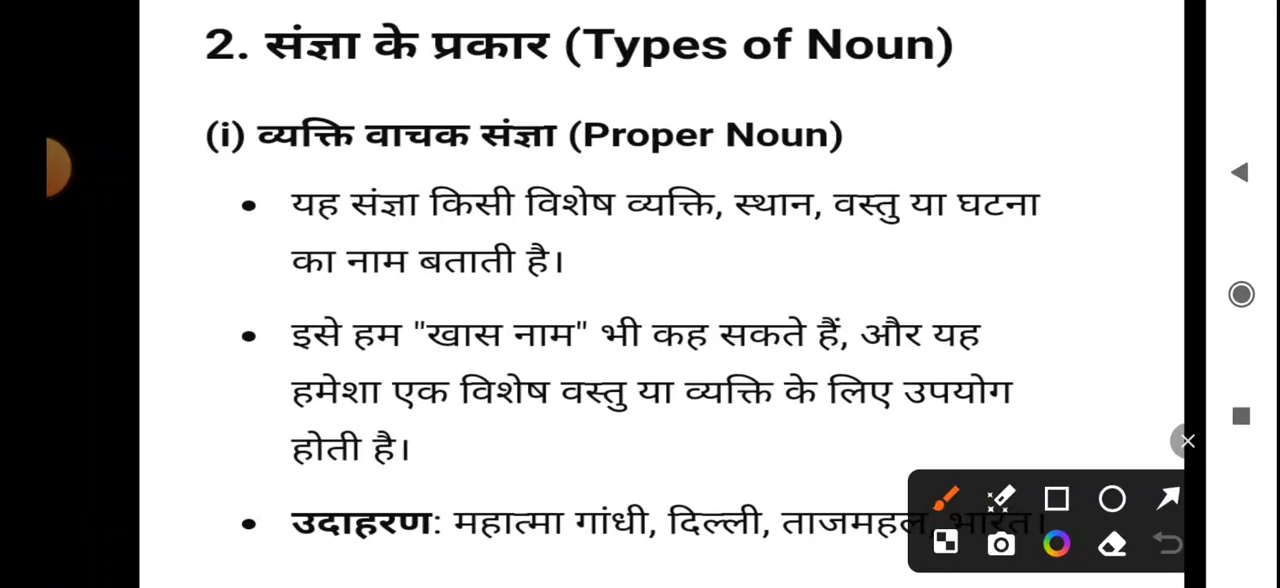 2. संज्ञा के प्रकार (Types of Noun)
(i) व्यक्ति वाचक संज्ञा (Proper Noun)
• यह संज्ञा किसी विशेष व्यक्ति, स्थान, वस्तु या घटना
का नाम बताती है।
• इसे हम "खास नाम" भी कह सकते हैं, और यह
हमेशा एक विशेष वस्तु या व्यक्ति के लिए उपयोग
होती है।
• उदाहरण: महात्मा गांधी, दिल्ली, ताजमहल, भारत।